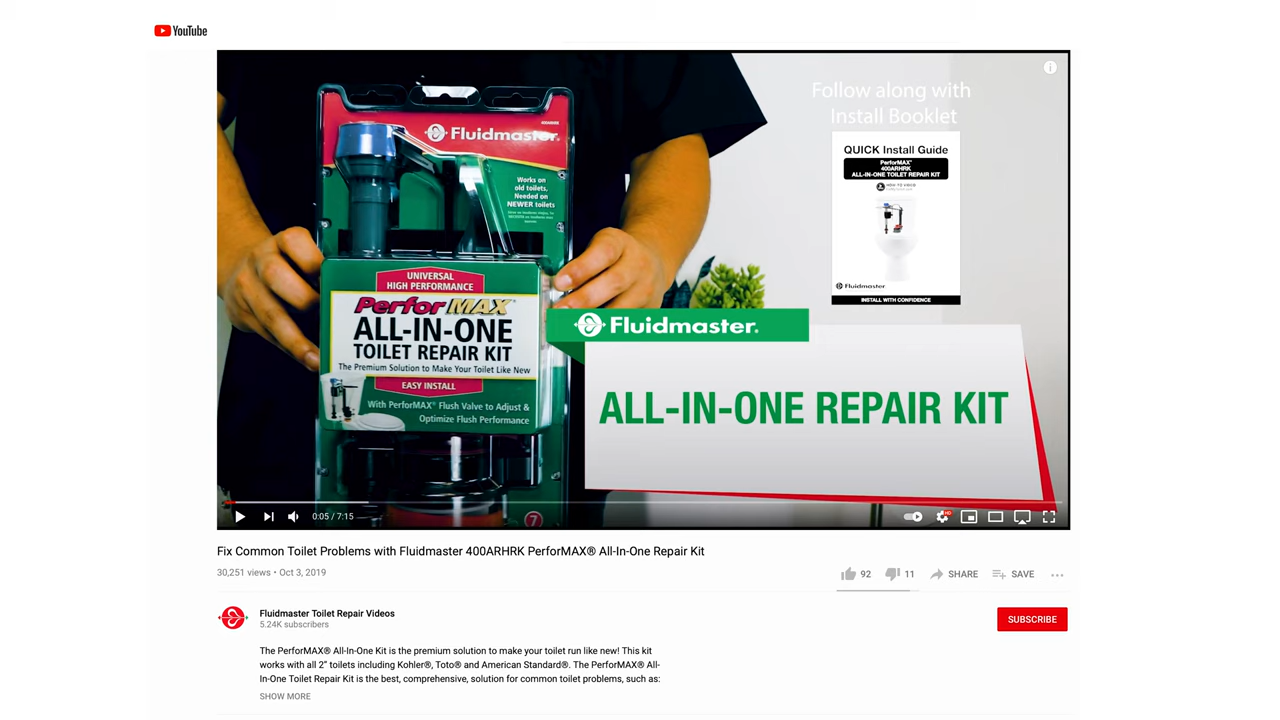 YouTube
Follow along with
Install Booklet
Fluidmaster
Works on
old toilets,
Needed on
NEWER toilets
QUICK Install Guide
PerforMAX®
400ARHRK
ALL-IN-ONE TOILET REPAIR KIT
HOW TO VIDEO
Fluidmaster
INSTALL WITH CONFIDENCE
UNIVERSAL
HIGH PERFORMANCE
PerforMAX®
ALL-IN-ONE
TOILET REPAIR KIT
The Premium Solution to Make Your Toilet Like New
EASY INSTALL
With PerforMAX® Flush Valve to Adjust &
Optimize Flush Performance
7
Fluidmaster.
ALL-IN-ONE REPAIR KIT
0:05 / 7:15
HD
Fix Common Toilet Problems with Fluidmaster 400ARHRK PerforMAX® All-In-One Repair Kit
30,251 views • Oct 3, 2019
92
11
SHARE
SAVE
Fluidmaster Toilet Repair Videos
5.24K subscribers
SUBSCRIBE
The PerforMAX® All-In-One Kit is the premium solution to make your toilet run like new! This kit
works with all 2” toilets including Kohler®, Toto® and American Standard®. The PerforMAX® All-
In-One Toilet Repair Kit is the best, comprehensive, solution for common toilet problems, such as:
SHOW MORE